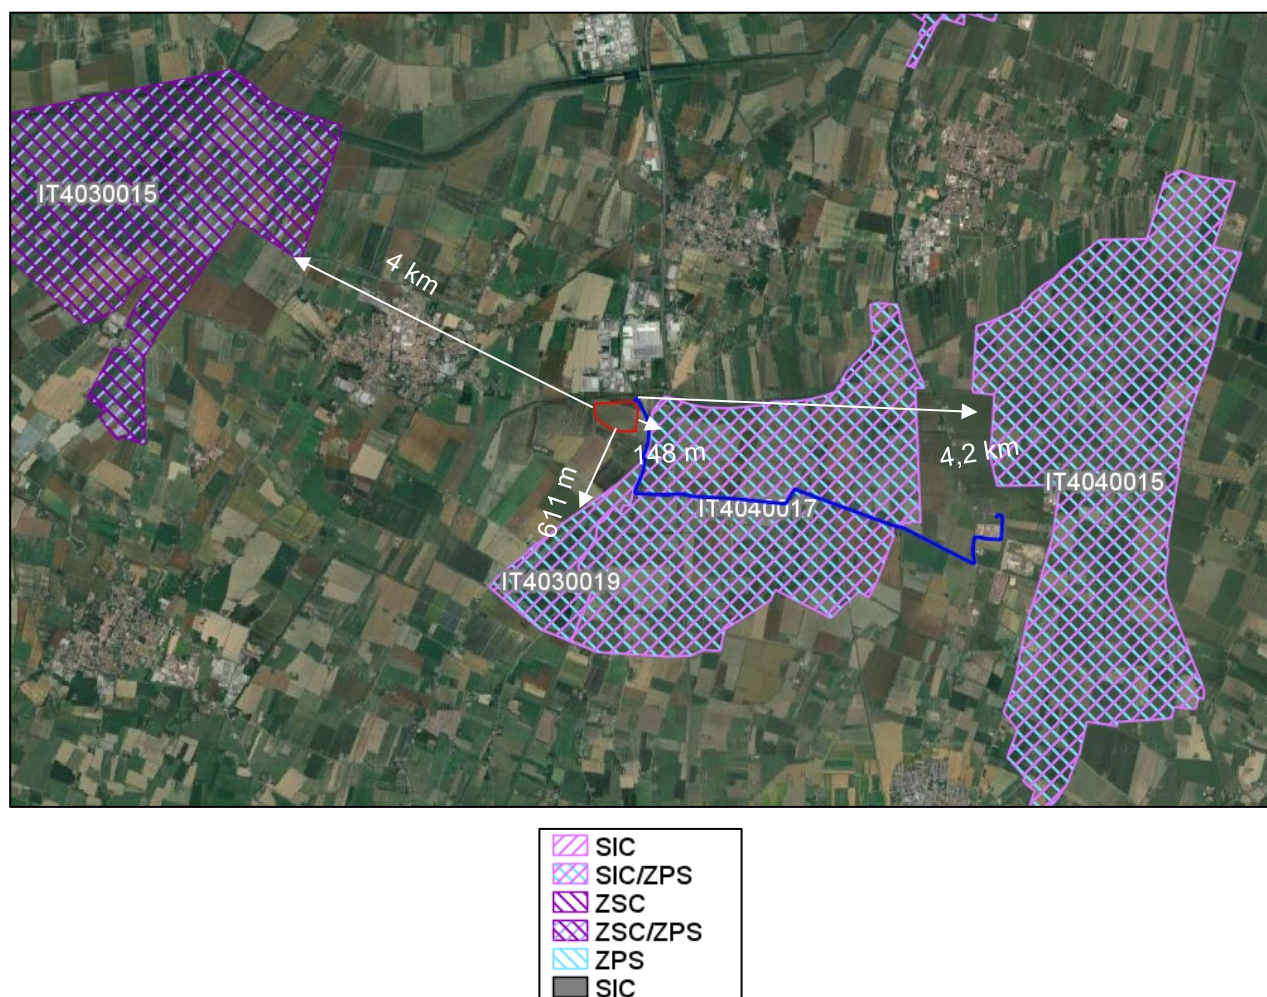 IT4030015
4 km
148 m
4,2 km
611 m
IT4040015
IT4040017
IT4030019
SIC
SIC/ZPS
ZSC
ZSC/ZPS
ZPS
SIC